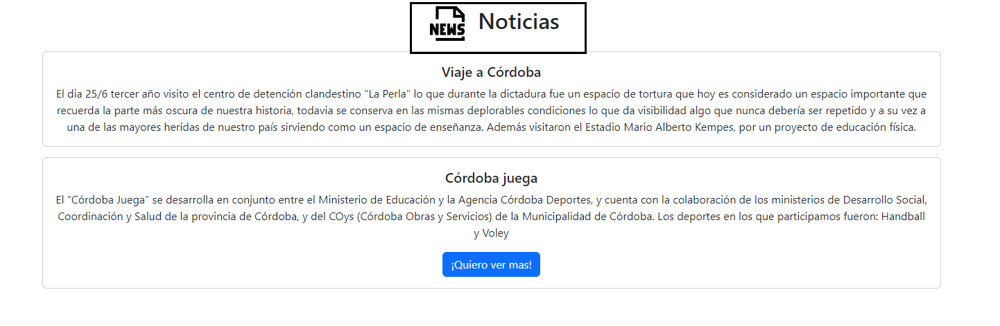 NEWS Noticias
Viaje a Córdoba
El dia 25/6 tercer año visito el centro de detención clandestino "La Perla" lo que durante la dictadura fue un espacio de tortura que hoy es considerado un espacio importante que
recuerda la parte más oscura de nuestra historia, todavia se conserva en las mismas deplorables condiciones lo que da visibilidad algo que nunca debería ser repetido y a su vez a
una de las mayores heridas de nuestro país sirviendo como un espacio de enseñanza. Además visitaron el Estadio Mario Alberto Kempes, por un proyecto de educación física.
Córdoba juega
El “Córdoba Juega” se desarrolla en conjunto entre el Ministerio de Educación y la Agencia Córdoba Deportes, y cuenta con la colaboración de los ministerios de Desarrollo Social,
Coordinación y Salud de la provincia de Córdoba, y del COys (Córdoba Obras y Servicios) de la Municipalidad de Córdoba. Los deportes en los que participamos fueron: Handball
y Voley
¡Quiero ver mas!